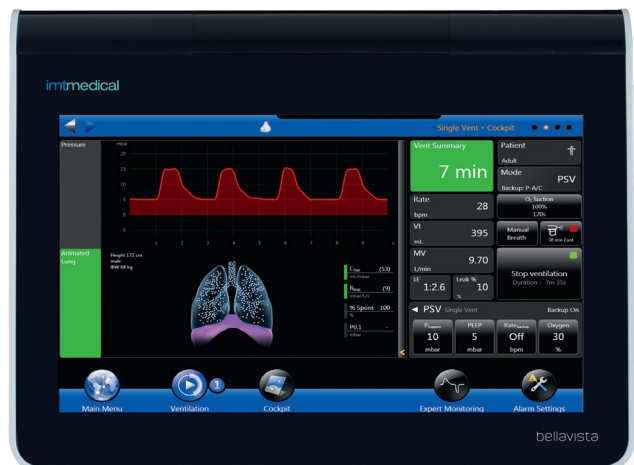 imtmedical
Single Vent • Cockpit
Pressure
mbar
20
15
10
5
0
-5
1 2 3 4 5 6 7 8 9 s
Animated
Lung
Height 172 cm
male
IBW 68 kg
(53)
mL/mbar
(9)
mbar/L/s
% Spont 100
%
P0.1 -
mbar
Vent Summary
7 min
Patient
Adult
Mode
PSV
Backup: P-A/C
Rate
28
bpm
O2 Suction
100%
120s
Vt
395
mL
Manual
Breath
30 min Cont
MV
9.70
L/min
I:E
1:2.6
Leak %
10
%
Stop ventilation
Duration : 7m 35s
PSV Single Vent
Backup On
Psupport
10
mbar
PEEP
5
mbar
RateBackup
Off
bpm
Oxygen
30
%
Main Menu
Ventilation
1
Cockpit
Expert Monitoring
Alarm Settings
bellavista